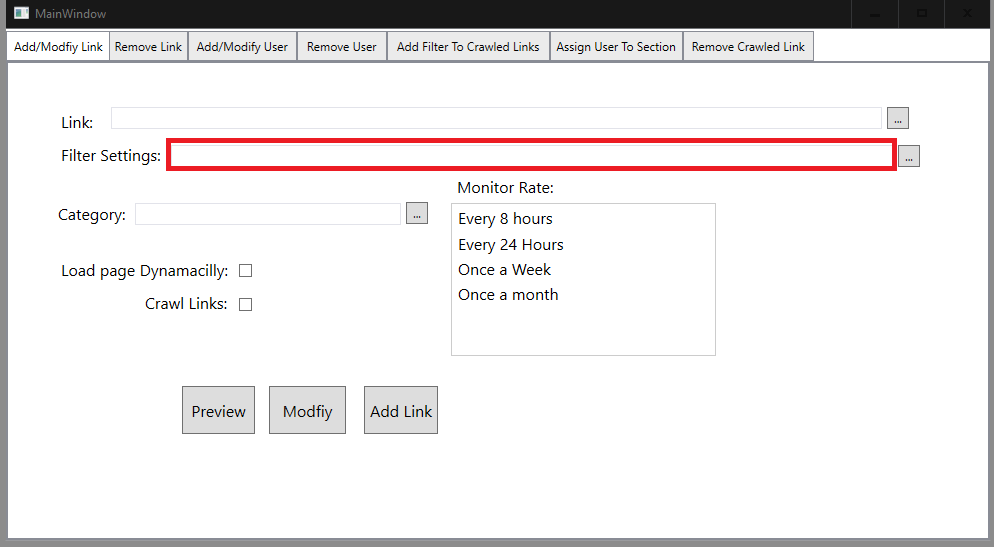 MainWindow
Add/Modfiy Link Remove Link Add/Modify User Remove User Add Filter To Crawled Links Assign User To Section Remove Crawled Link
Link: ...
Filter Settings: ...
Monitor Rate:
Category: ...
Every 8 hours
Every 24 Hours
Once a Week
Once a month
Load page Dynamacilly:
Crawl Links:
Preview Modfiy Add Link